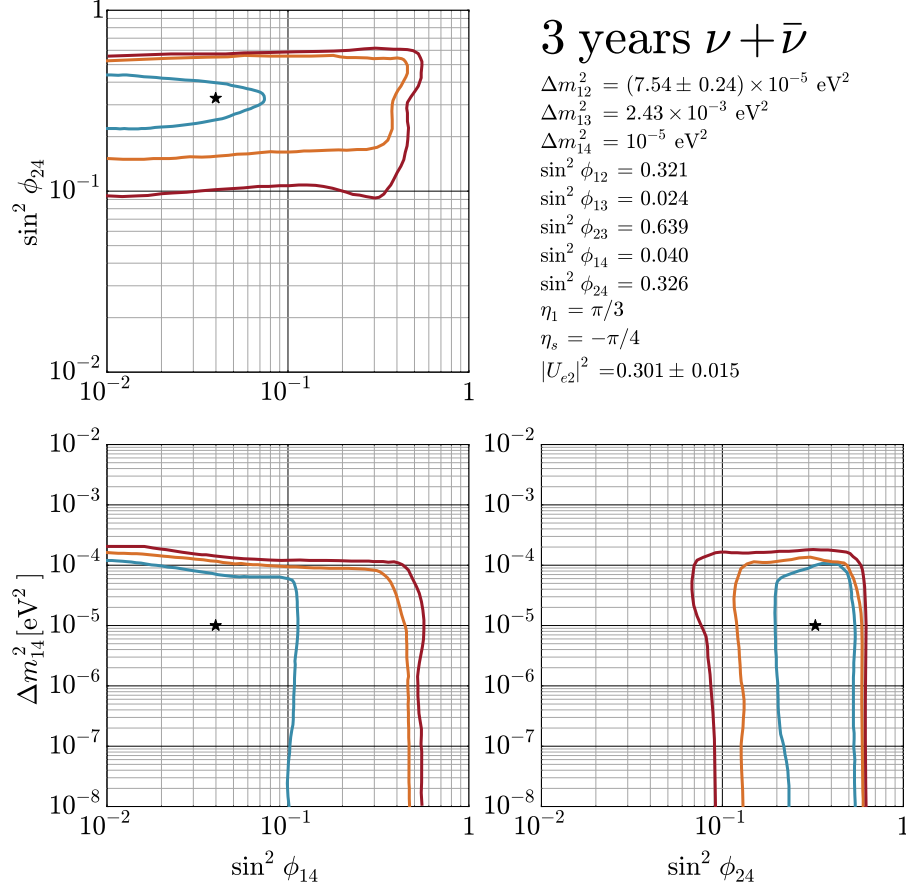 1
10⁻¹
10⁻²
sin² ϕ₂₄
10⁻² 10⁻¹ 1
3 years ν + ν̄
Δm²₁₂ = (7.54 ± 0.24) × 10⁻⁵ eV²
Δm²₁₃ = 2.43 × 10⁻³ eV²
Δm²₁₄ = 10⁻⁵ eV²
sin² ϕ₁₂ = 0.321
sin² ϕ₁₃ = 0.024
sin² ϕ₂₃ = 0.639
sin² ϕ₁₄ = 0.040
sin² ϕ₂₄ = 0.326
η₁ = π/3
ηₛ = −π/4
|Uₑ₂|² =0.301 ± 0.015
10⁻²
10⁻³
10⁻⁴
10⁻⁵
10⁻⁶
10⁻⁷
10⁻⁸
Δm²₁₄[eV² ]
10⁻² 10⁻¹ 1
sin² ϕ₁₄
10⁻²
10⁻³
10⁻⁴
10⁻⁵
10⁻⁶
10⁻⁷
10⁻⁸
10⁻² 10⁻¹ 1
sin² ϕ₂₄